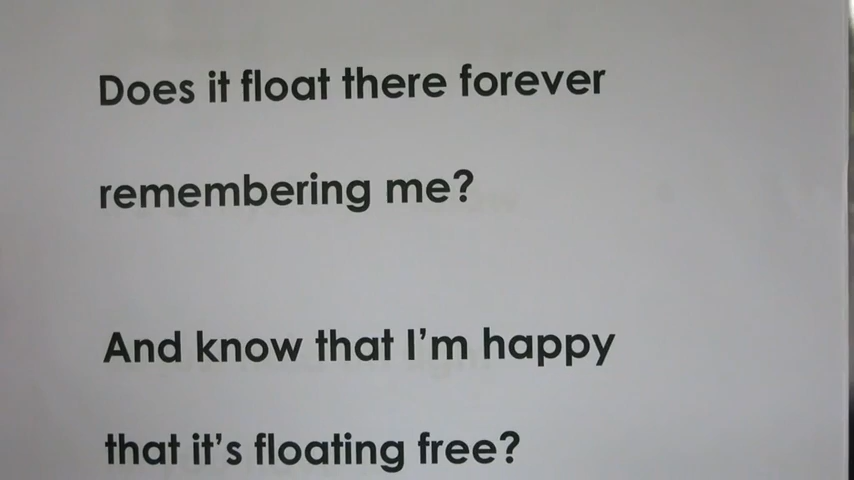 Does it float there forever
remembering me?
And know that I’m happy
that it’s floating free?